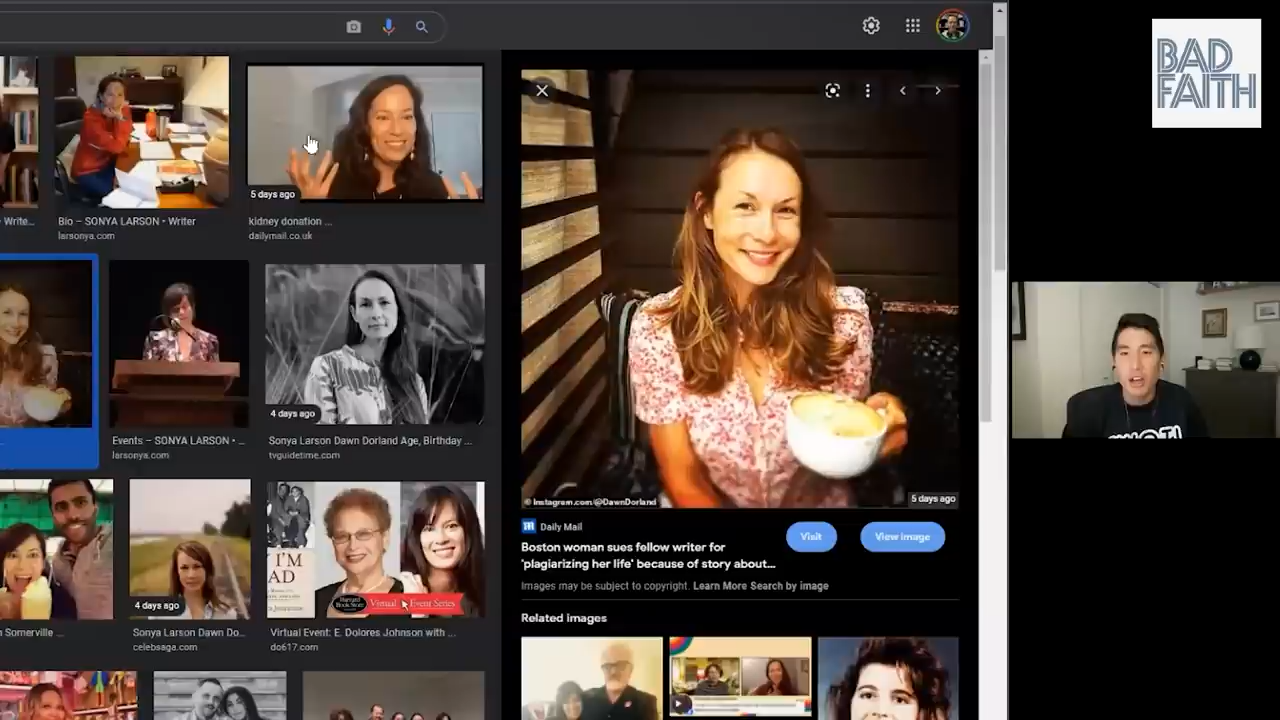 BAD
FAITH
5 days ago
Write...
Bio – SONYA LARSON • Writer
larsonya.com
kidney donation ...
dailymail.co.uk
4 days ago
...
Events – SONYA LARSON • ...
larsonya.com
Sonya Larson Dawn Dorland Age, Birthday ...
tvguidetime.com
4 days ago
I'M
AD
Harvard
Book Store
Virtual Event Series
Somerville ...
Sonya Larson Dawn Do...
celebsaga.com
Virtual Event: E. Dolores Johnson with ...
do617.com
© Instagram.com/@DawnDorland
5 days ago
Daily Mail
Visit
View image
Boston woman sues fellow writer for
'plagiarizing her life' because of story about...
Images may be subject to copyright. Learn More Search by image
Related images